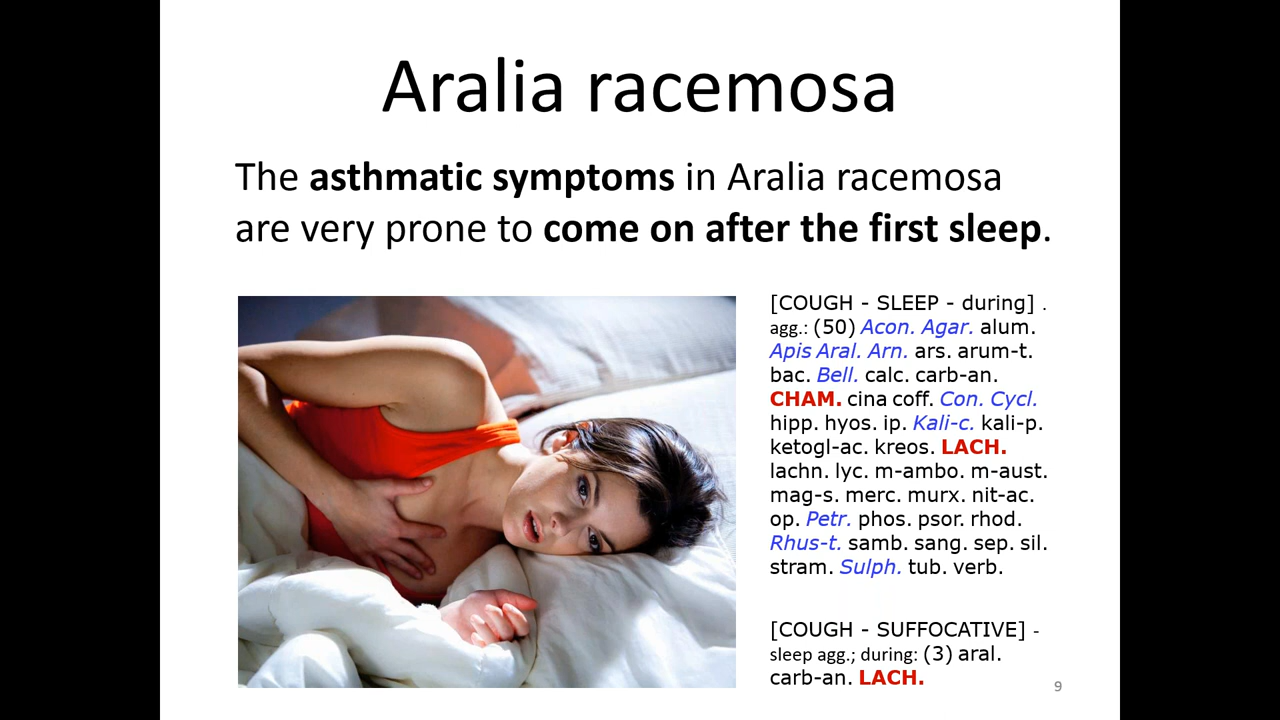 Aralia racemosa
The asthmatic symptoms in Aralia racemosa
are very prone to come on after the first sleep.
[COUGH - SLEEP - during] .
agg.: (50) Acon. Agar. alum.
Apis Aral. Arn. ars. arum-t.
bac. Bell. calc. carb-an.
CHAM. cina coff. Con. Cycl.
hipp. hyos. ip. Kali-c. kali-p.
ketogl-ac. kreos. LACH.
lachn. lyc. m-ambo. m-aust.
mag-s. merc. murx. nit-ac.
op. Petr. phos. psor. rhod.
Rhus-t. samb. sang. sep. sil.
stram. Sulph. tub. verb.
[COUGH - SUFFOCATIVE] -
sleep agg.; during: (3) aral.
carb-an. LACH.
9